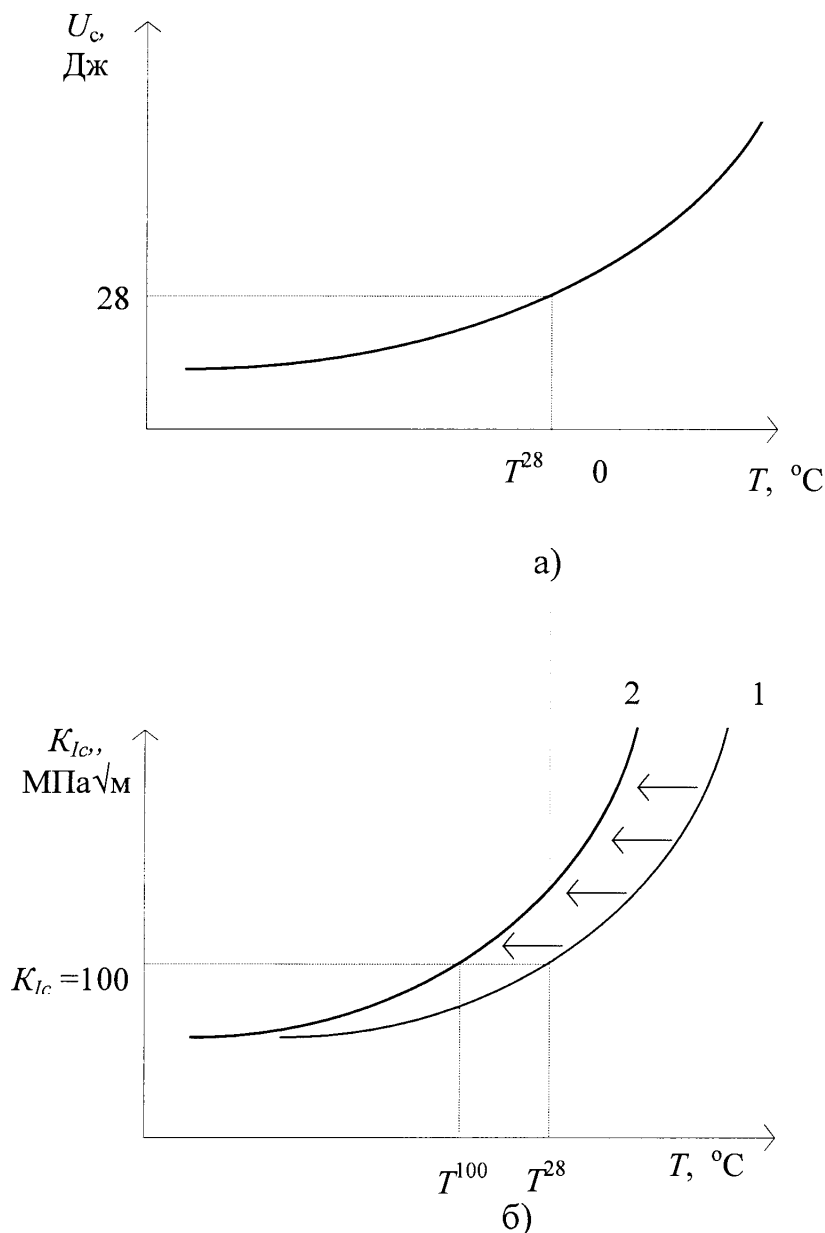 U_c,
Дж
28
T^28 0 T, °C
а)
2 1
K_Ic,,
МПа√м
K_Ic =100
T^100 T^28 T, °C
б)